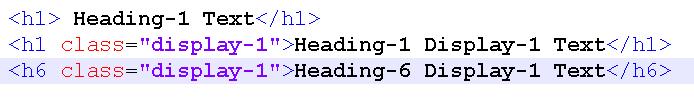 <h1> Heading-1 Text</h1>
<h1 class="display-1">Heading-1 Display-1 Text</h1>
<h6 class="display-1">Heading-6 Display-1 Text</h6>